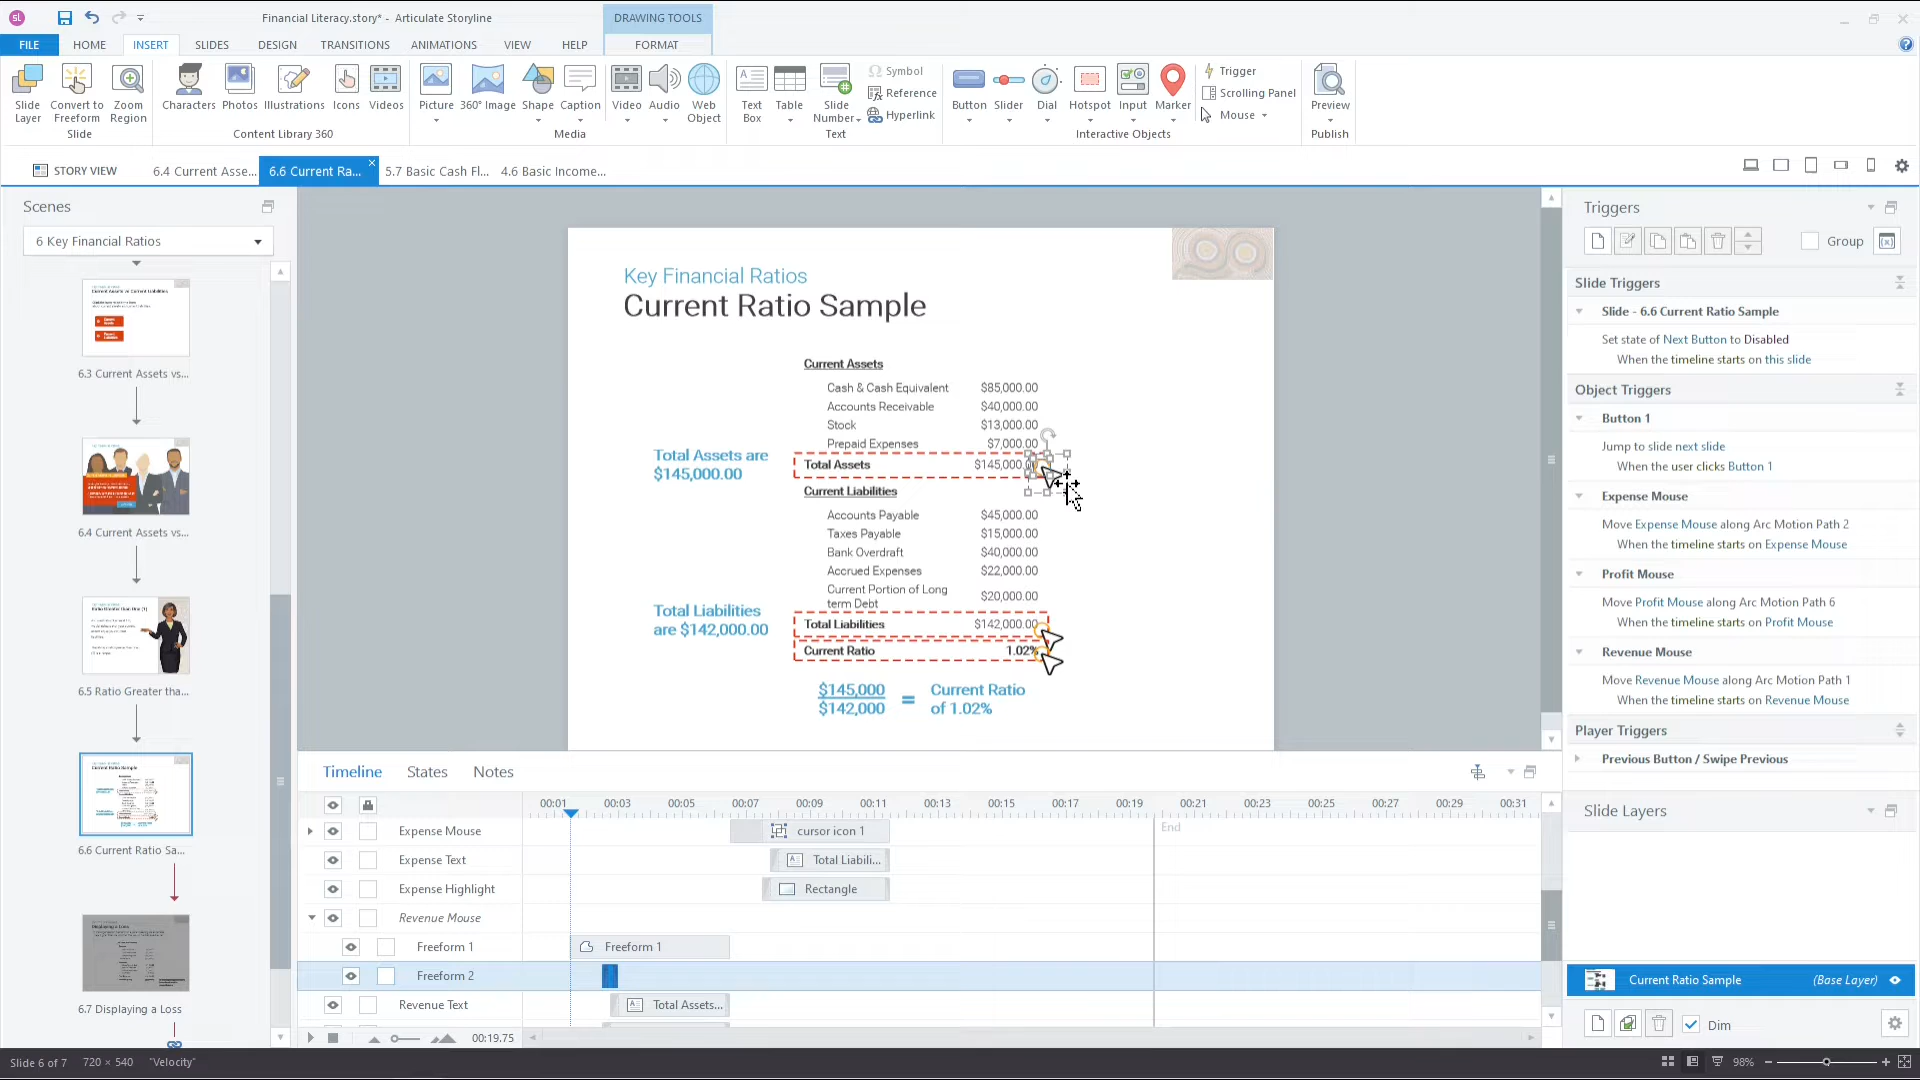 Financial Literacy.story* - Articulate Storyline
DRAWING TOOLS
FILE
HOME
INSERT
SLIDES
DESIGN
TRANSITIONS
ANIMATIONS
VIEW
HELP
FORMAT
Slide Layer
Convert to Freeform
Zoom Region
Slide
Characters
Photos
Illustrations
Icons
Videos
Content Library 360
Picture
360° Image
Shape
Caption
Video
Audio
Web Object
Media
Text Box
Table
Slide Number
Symbol
Reference
Hyperlink
Text
Button
Slider
Dial
Hotspot
Input
Marker
Trigger
Scrolling Panel
Mouse
Interactive Objects
Preview
Publish
STORY VIEW
6.4 Current Asse...
6.6 Current Ra...
5.7 Basic Cash Fl...
4.6 Basic Income...
Scenes
6 Key Financial Ratios
6.3 Current Assets vs...
6.4 Current Assets vs...
6.5 Ratio Greater tha...
6.6 Current Ratio Sa...
6.7 Displaying a Loss
Key Financial Ratios
Current Ratio Sample
Current Assets
Cash & Cash Equivalent $85,000.00
Accounts Receivable $40,000.00
Stock $13,000.00
Prepaid Expenses $7,000.00
Total Assets are
$145,000.00
Total Assets $145,000.00
Current Liabilities
Accounts Payable $45,000.00
Taxes Payable $15,000.00
Bank Overdraft $40,000.00
Accrued Expenses $22,000.00
Current Portion of Long
term Debt $20,000.00
Total Liabilities
are $142,000.00
Total Liabilities $142,000.00
Current Ratio 1.02%
$145,000
$142,000
=
Current Ratio
of 1.02%
Timeline
States
Notes
00:01 00:03 00:05 00:07 00:09 00:11 00:13 00:15 00:17 00:19 00:21 00:23 00:25 00:27 00:29 00:31
Expense Mouse cursor icon 1
End
Expense Text Total Liabili...
Expense Highlight Rectangle
Revenue Mouse
Freeform 1 Freeform 1
Freeform 2
Revenue Text Total Assets...
00:19.75
Triggers
Group
Slide Triggers
Slide - 6.6 Current Ratio Sample
Set state of Next Button to Disabled
When the timeline starts on this slide
Object Triggers
Button 1
Jump to slide next slide
When the user clicks Button 1
Expense Mouse
Move Expense Mouse along Arc Motion Path 2
When the timeline starts on Expense Mouse
Profit Mouse
Move Profit Mouse along Arc Motion Path 6
When the timeline starts on Profit Mouse
Revenue Mouse
Move Revenue Mouse along Arc Motion Path 1
When the timeline starts on Revenue Mouse
Player Triggers
Previous Button / Swipe Previous
Slide Layers
Current Ratio Sample
(Base Layer)
Dim
Slide 6 of 7
720 × 540
"Velocity"
98%